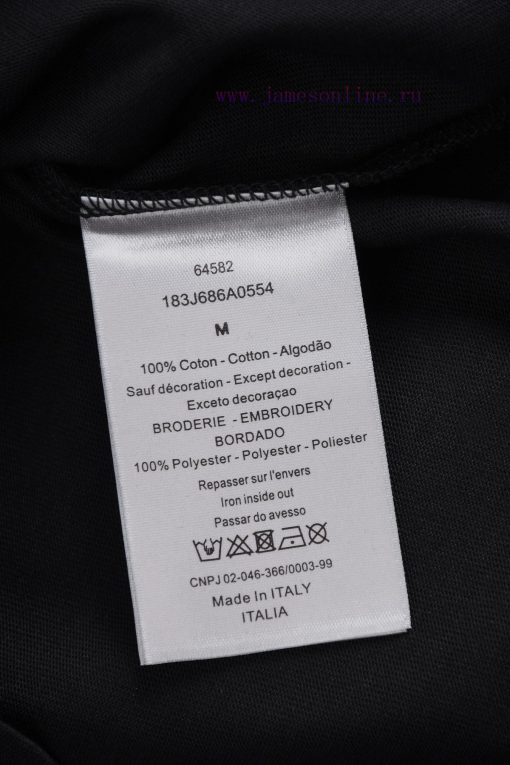 www.jamesonline.ru
64582
183J686A0554
M
100% Coton - Cotton - Algodão
Sauf décoration - Except decoration -
Exceto decoraçao
BRODERIE - EMBROIDERY
BORDADO
100% Polyester - Polyester - Poliester
Repasser sur l'envers
Iron inside out
Passar do avesso
CNPJ 02-046-366/0003-99
Made In ITALY
ITALIA